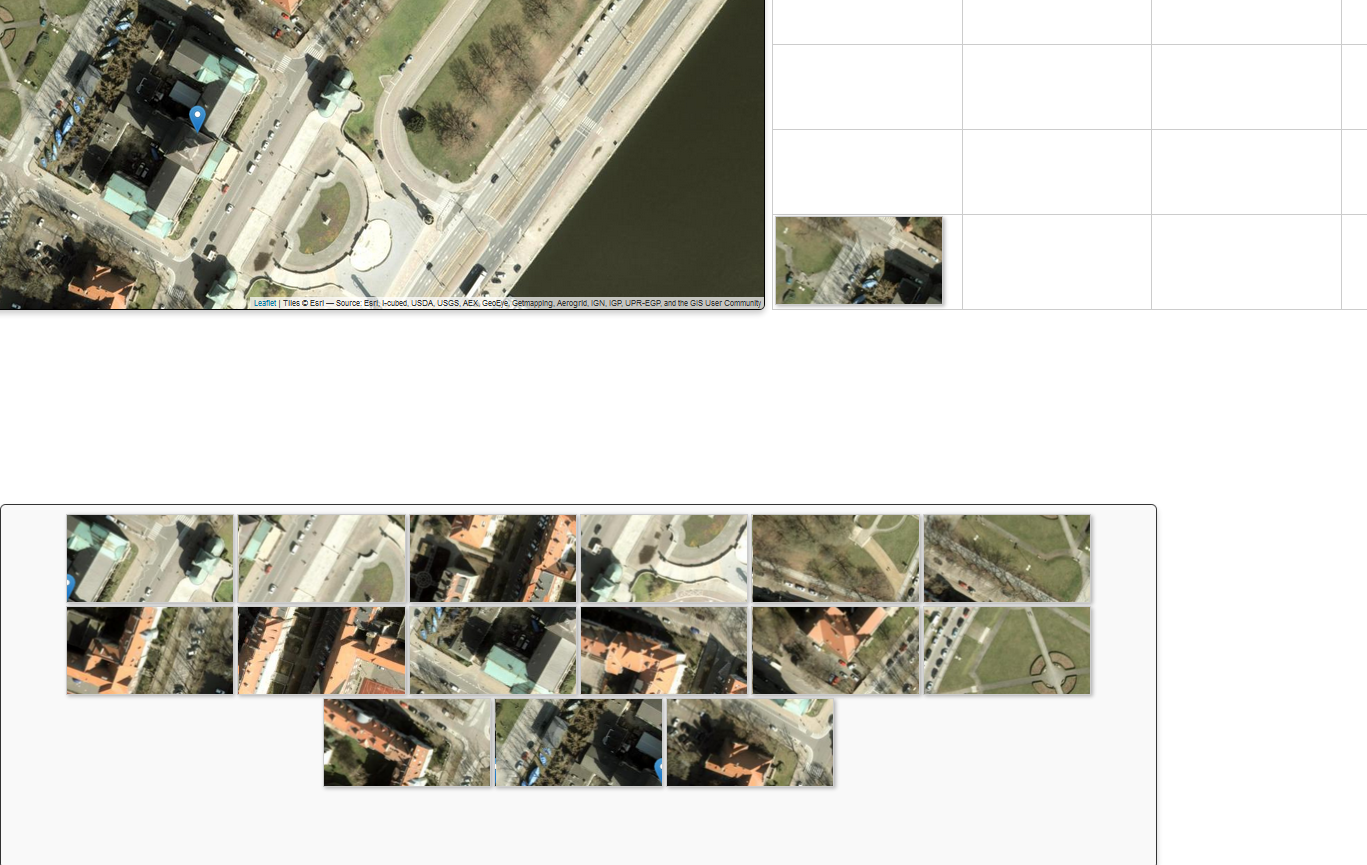 Leaflet | Tiles © Esri — Source: Esri, i-cubed, USDA, USGS, AEX, GeoEye, Getmapping, Aerogrid, IGN, IGP, UPR-EGP, and the GIS User Community